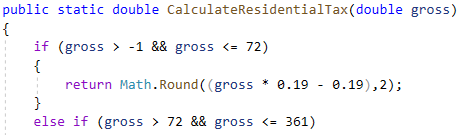 public static double CalculateResidentialTax(double gross)
{
if (gross > -1 && gross <= 72)
{
return Math.Round((gross * 0.19 - 0.19),2);
}
else if (gross > 72 && gross <= 361)